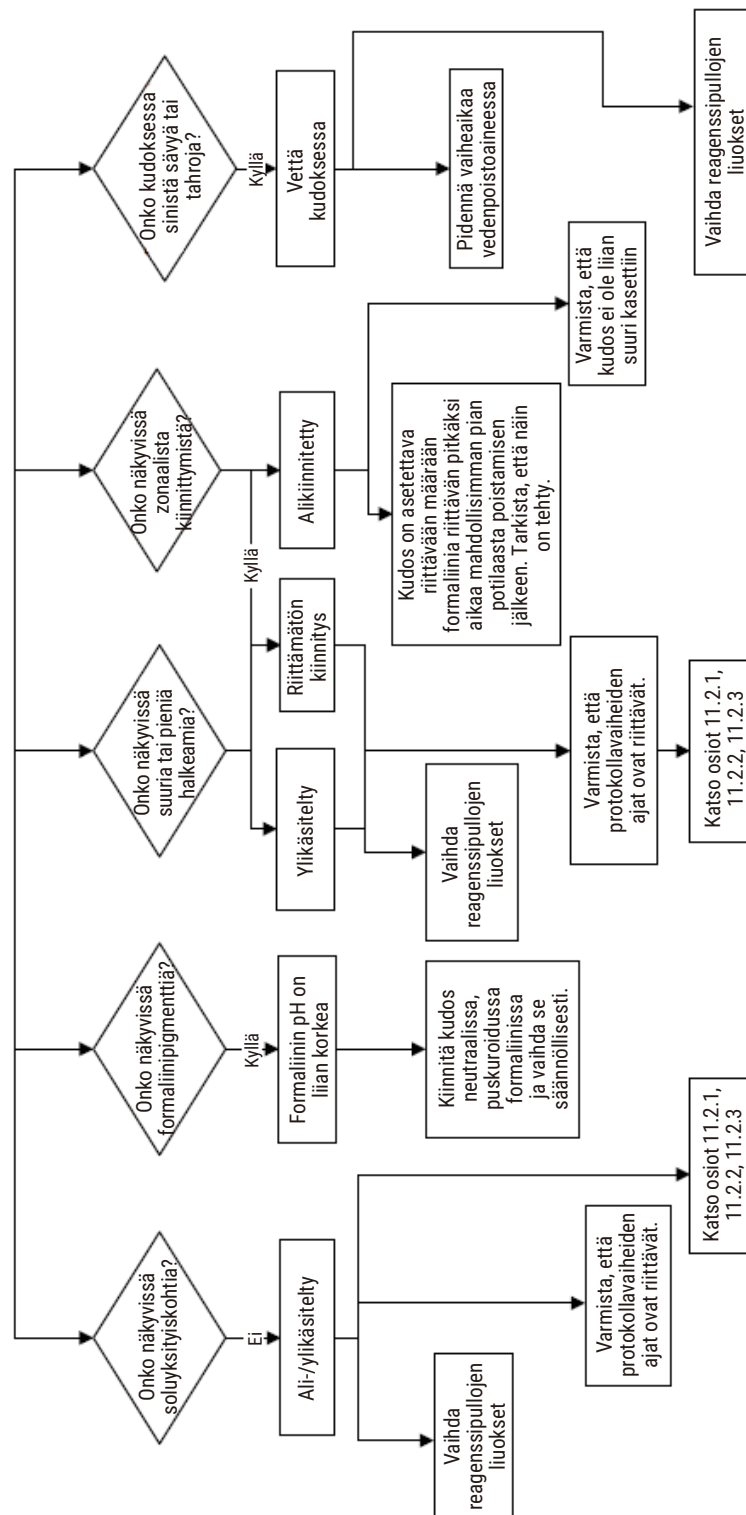 Onko näkyvissä
soluyksityiskohtia?
Ei
Ali-/ylikäsitelty
Vaihda
reagenssipullojen
liuokset
Varmista, että
protokollavaiheiden
ajat ovat riittävät.
Katso osiot 11.2.1,
11.2.2, 11.2.3
Onko näkyvissä
formaliinipigmenttiä?
Kyllä
Formaliinin pH on
liian korkea
Kiinnitä kudos
neutraalissa,
puskuroidussa
formaliinissa
ja vaihda se
säännöllisesti.
Onko näkyvissä
suuria tai pieniä
halkeamia?
Ylikäsitelty
Riittämätön
kiinnitys
Vaihda
reagenssipullojen
liuokset
Varmista, että
protokollavaiheiden
ajat ovat riittävät.
Katso osiot 11.2.1,
11.2.2, 11.2.3
Onko näkyvissä
zonaalista
kiinnittymistä?
Kyllä
Alikiinnitetty
Kudos on asetettava
riittävään määrään
formaliinia riittävän pitkäksi
aikaa mahdollisimman pian
potilaasta poistamisen
jälkeen. Tarkista, että näin
on tehty.
Varmista, että
kudos ei ole liian
suuri kasettiin
Onko kudoksessa
sinistä sävyä tai
tahroja?
Kyllä
Vettä
kudoksessa
Pidennä vaiheaikaa
vedenpoistoaineessa
Vaihda reagenssipullojen
liuokset